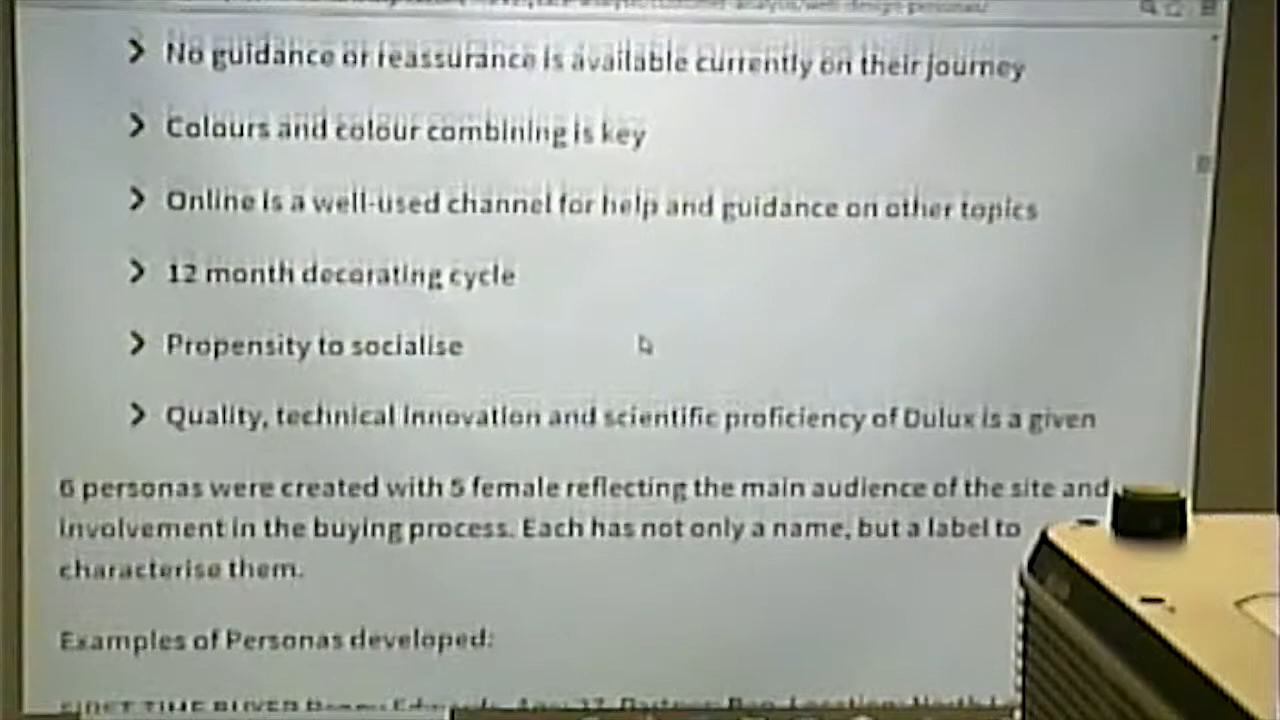 > No guidance or reassurance is available currently on their journey
> Colours and colour combining is key
> Online is a well-used channel for help and guidance on other topics
> 12 month decorating cycle
> Propensity to socialise
> Quality, technical innovation and scientific proficiency of Dulux is a given
6 personas were created with 5 female reflecting the main audience of the site and
involvement in the buying process. Each has not only a name, but a label to
characterise them.
Examples of Personas developed:
FIRST TIME BUYER